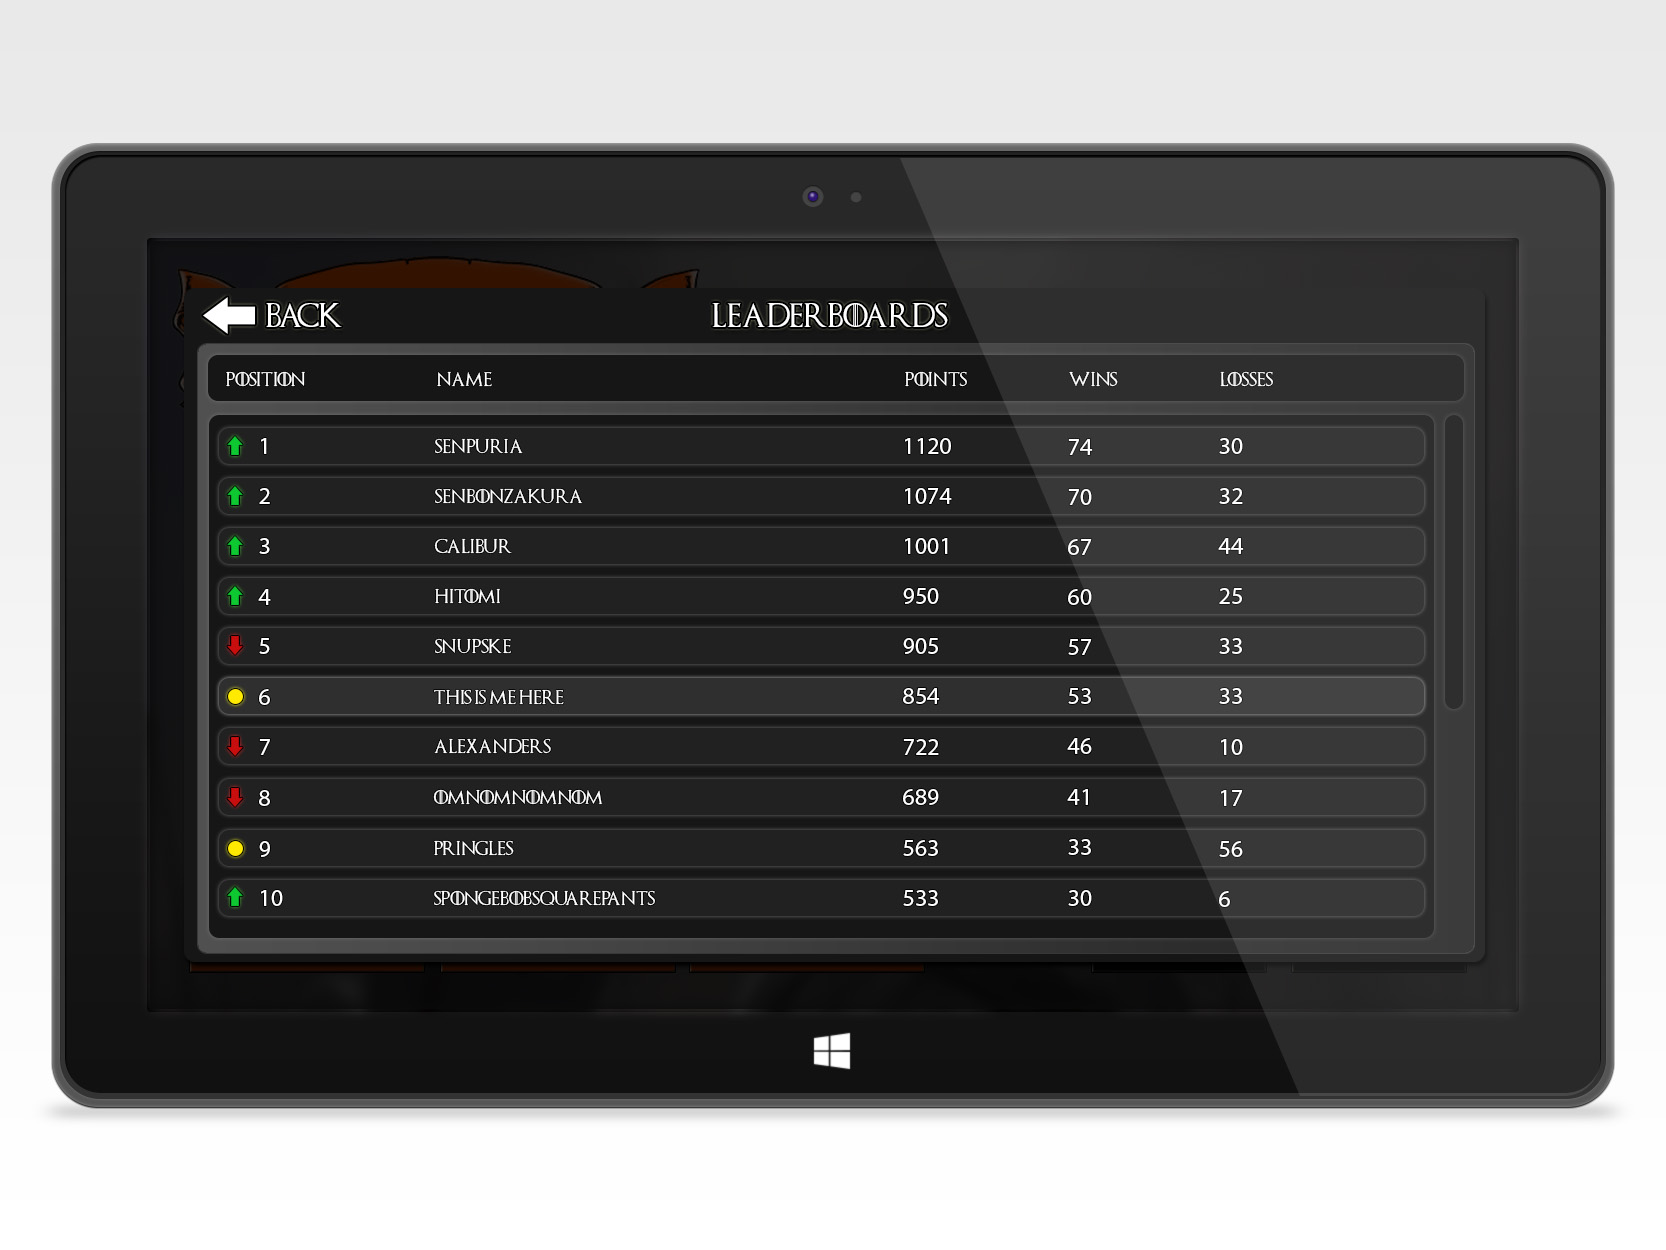 BACK
LEADERBOARDS
POSITION NAME POINTS WINS LOSSES
1 SENPURIA 1120 74 30
2 SENBONZAKURA 1074 70 32
3 CALIBUR 1001 67 44
4 HITOMI 950 60 25
5 SNUPSKE 905 57 33
6 THIS IS ME HERE 854 53 33
7 ALEXANDERS 722 46 10
8 OMNOMNOMNOM 689 41 17
9 PRINGLES 563 33 56
10 SPONGEBOBSQUAREPANTS 533 30 6